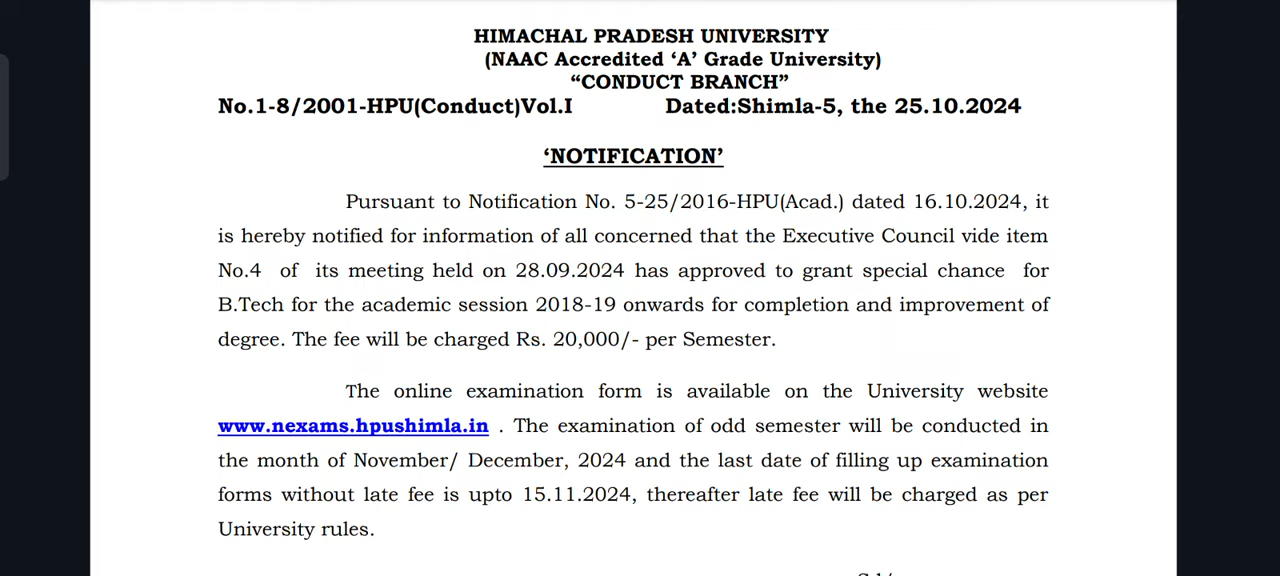 HIMACHAL PRADESH UNIVERSITY
(NAAC Accredited ‘A’ Grade University)
“CONDUCT BRANCH”
No.1-8/2001-HPU(Conduct)Vol.I Dated:Shimla-5, the 25.10.2024
‘NOTIFICATION’
Pursuant to Notification No. 5-25/2016-HPU(Acad.) dated 16.10.2024, it
is hereby notified for information of all concerned that the Executive Council vide item
No.4 of its meeting held on 28.09.2024 has approved to grant special chance for
B.Tech for the academic session 2018-19 onwards for completion and improvement of
degree. The fee will be charged Rs. 20,000/- per Semester.
The online examination form is available on the University website
www.nexams.hpushimla.in . The examination of odd semester will be conducted in
the month of November/ December, 2024 and the last date of filling up examination
forms without late fee is upto 15.11.2024, thereafter late fee will be charged as per
University rules.